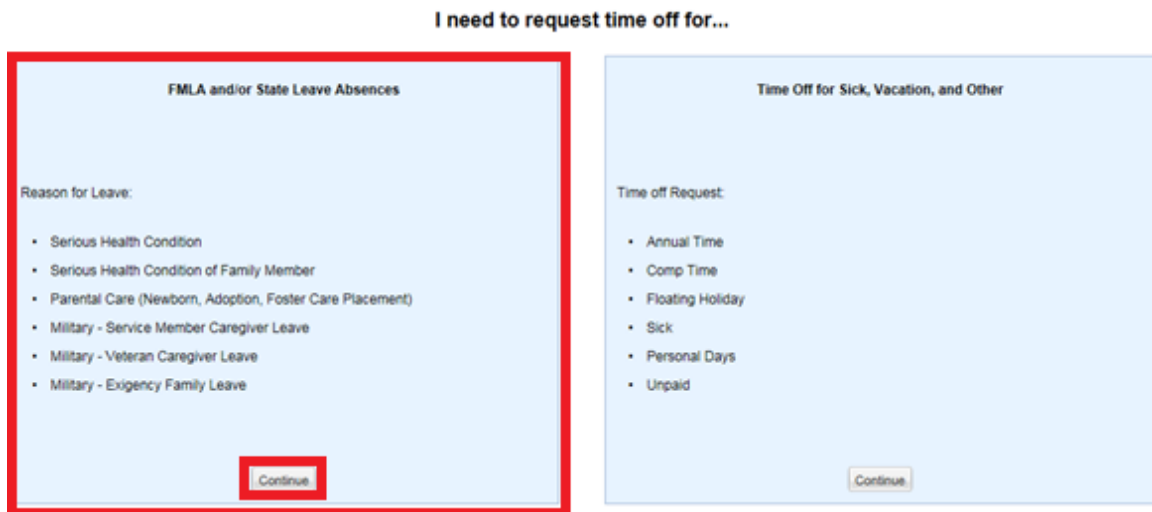 I need to request time off for...
FMLA and/or State Leave Absences
Reason for Leave:
• Serious Health Condition
• Serious Health Condition of Family Member
• Parental Care (Newborn, Adoption, Foster Care Placement)
• Military - Service Member Caregiver Leave
• Military - Veteran Caregiver Leave
• Military - Exigency Family Leave
Continue
Time Off for Sick, Vacation, and Other
Time off Request:
• Annual Time
• Comp Time
• Floating Holiday
• Sick
• Personal Days
• Unpaid
Continue